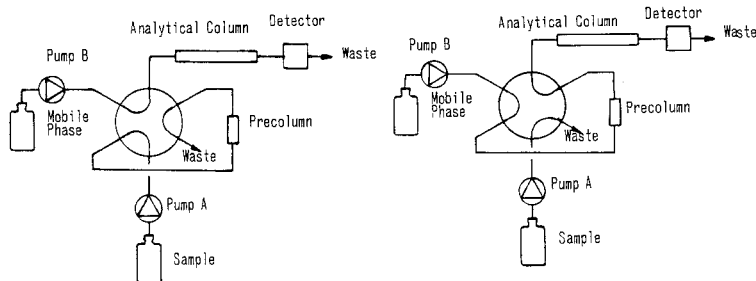 Analytical Column
Detector
Waste
Pump B
Mobile
Phase
Precolumn
Waste
Pump A
Sample
Analytical Column
Detector
Waste
Pump B
Mobile
Phase
Precolumn
Waste
Pump A
Sample